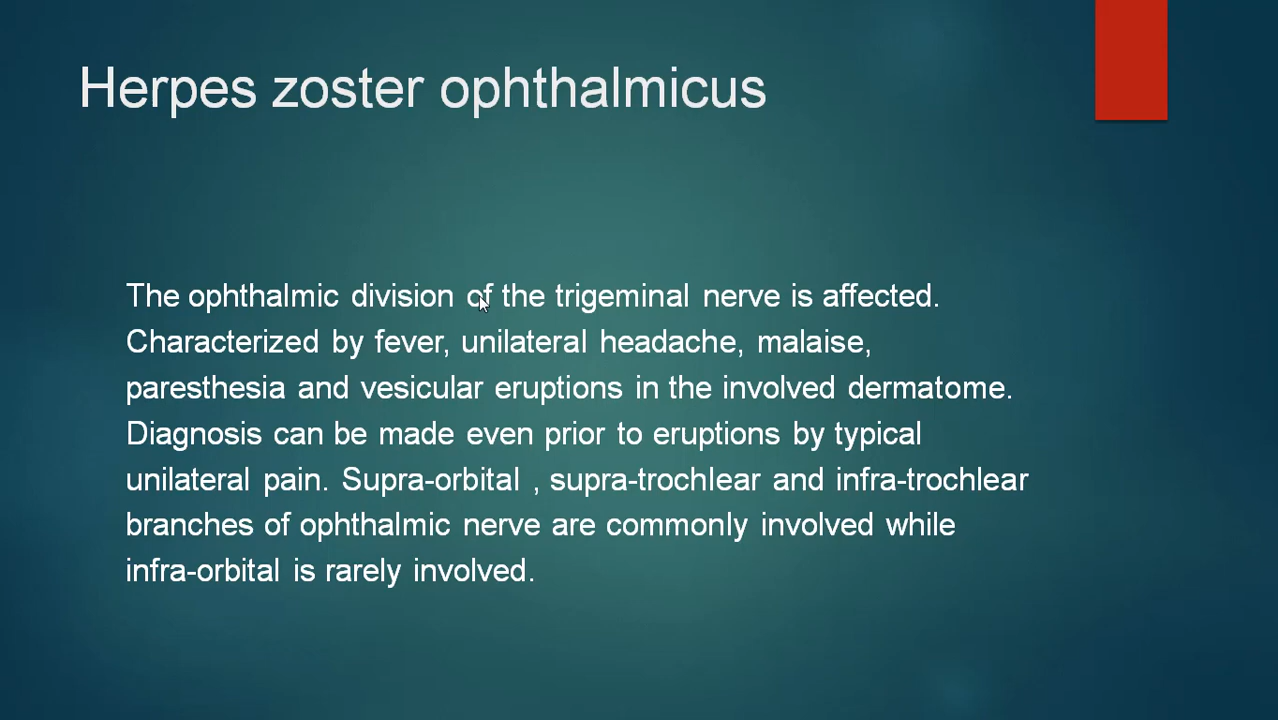 Herpes zoster ophthalmicus
The ophthalmic division of the trigeminal nerve is affected.
Characterized by fever, unilateral headache, malaise,
paresthesia and vesicular eruptions in the involved dermatome.
Diagnosis can be made even prior to eruptions by typical
unilateral pain. Supra-orbital , supra-trochlear and infra-trochlear
branches of ophthalmic nerve are commonly involved while
infra-orbital is rarely involved.